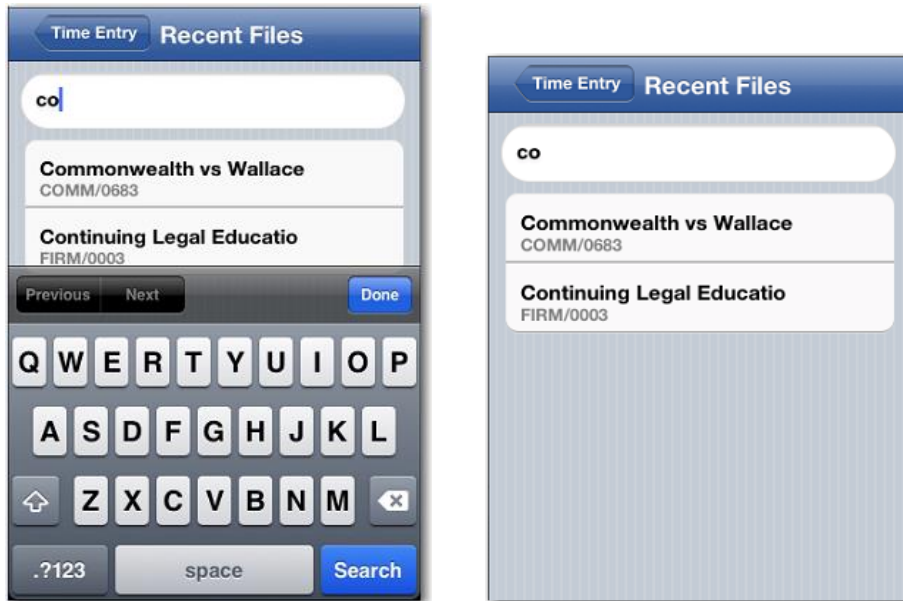 Time Entry Recent Files
co
Commonwealth vs Wallace
COMM/0683
Continuing Legal Educatio
FIRM/0003
Previous Next Done
Q W E R T Y U I O P
A S D F G H J K L
Z X C V B N M
.?123 space Search
Time Entry Recent Files
co
Commonwealth vs Wallace
COMM/0683
Continuing Legal Educatio
FIRM/0003